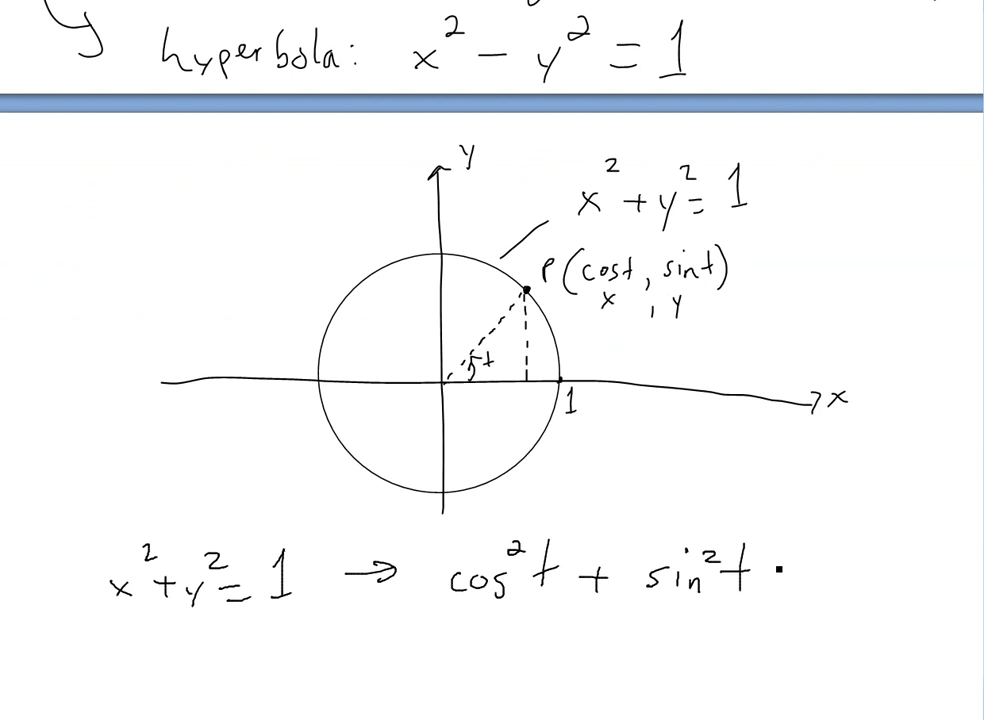 y
hyperbola: x² - y² = 1
y
x² + y² = 1
P(cost, sint)
x , y
t
1
x
x² + y² = 1 → cos²t + sin²t